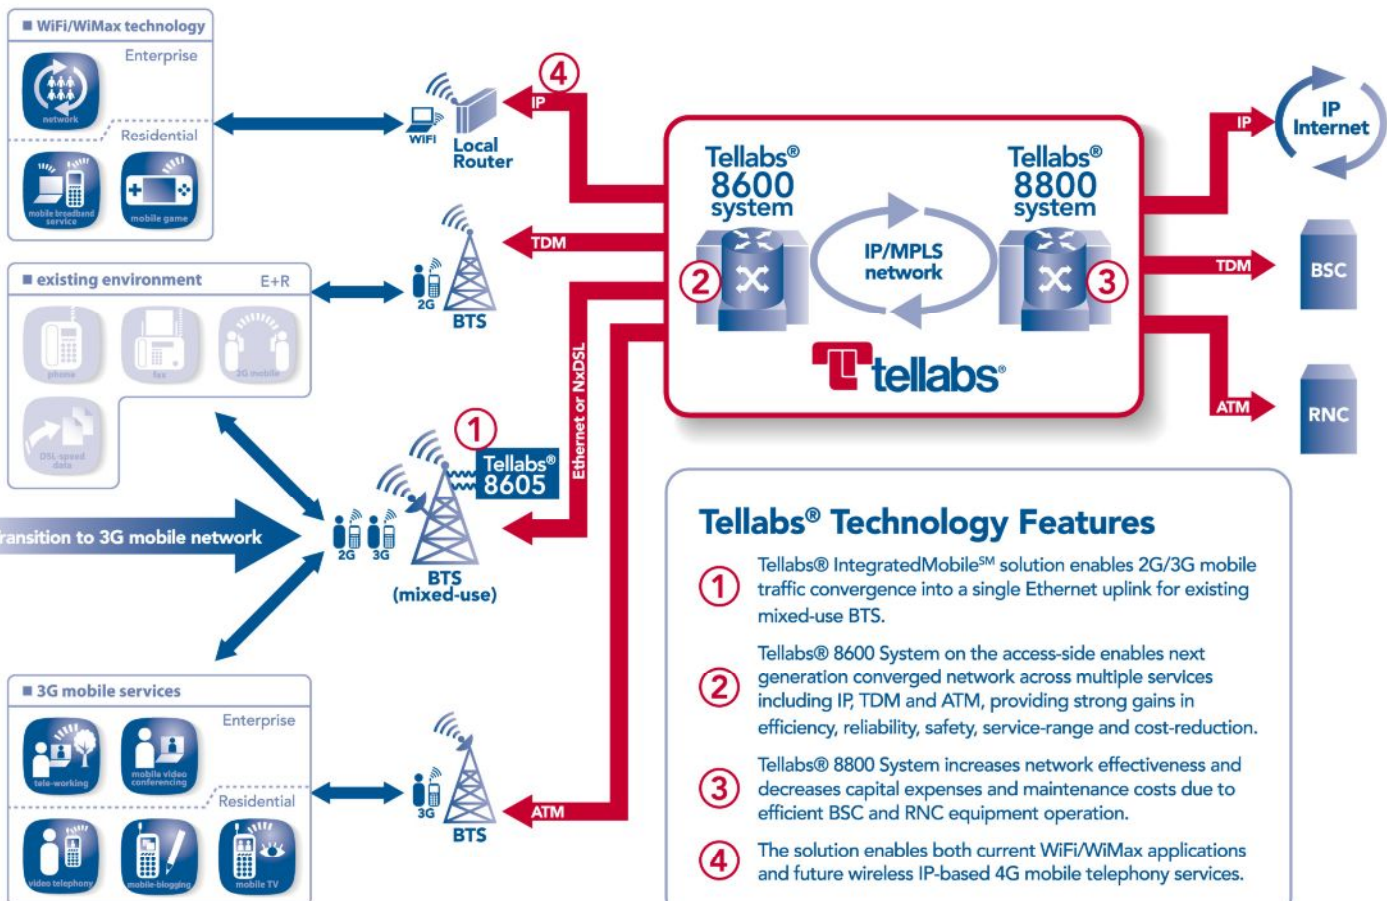 ■ WiFi/WiMax technology
Enterprise
network
Residential
mobile broadband
service
mobile game
WiFi
Local
Router
4
IP
TDM
2G
BTS
■ existing environment E+R
phone
fax
2G mobile
DSL-speed
data
Ethernet or NxDSL
1
Tellabs®
8605
ransition to 3G mobile network
2G 3G
BTS
(mixed-use)
■ 3G mobile services
Enterprise
tele-working
mobile video
conferencing
Residential
video telephony
mobile-blogging
mobile TV
3G
BTS
ATM
Tellabs®
8600
system
2
IP/MPLS
network
Tellabs®
8800
system
3
tellabs®
IP
IP
Internet
TDM
BSC
ATM
RNC
Tellabs® Technology Features
1
Tellabs® IntegratedMobile℠ solution enables 2G/3G mobile
traffic convergence into a single Ethernet uplink for existing
mixed-use BTS.
2
Tellabs® 8600 System on the access-side enables next
generation converged network across multiple services
including IP, TDM and ATM, providing strong gains in
efficiency, reliability, safety, service-range and cost-reduction.
3
Tellabs® 8800 System increases network effectiveness and
decreases capital expenses and maintenance costs due to
efficient BSC and RNC equipment operation.
4
The solution enables both current WiFi/WiMax applications
and future wireless IP-based 4G mobile telephony services.